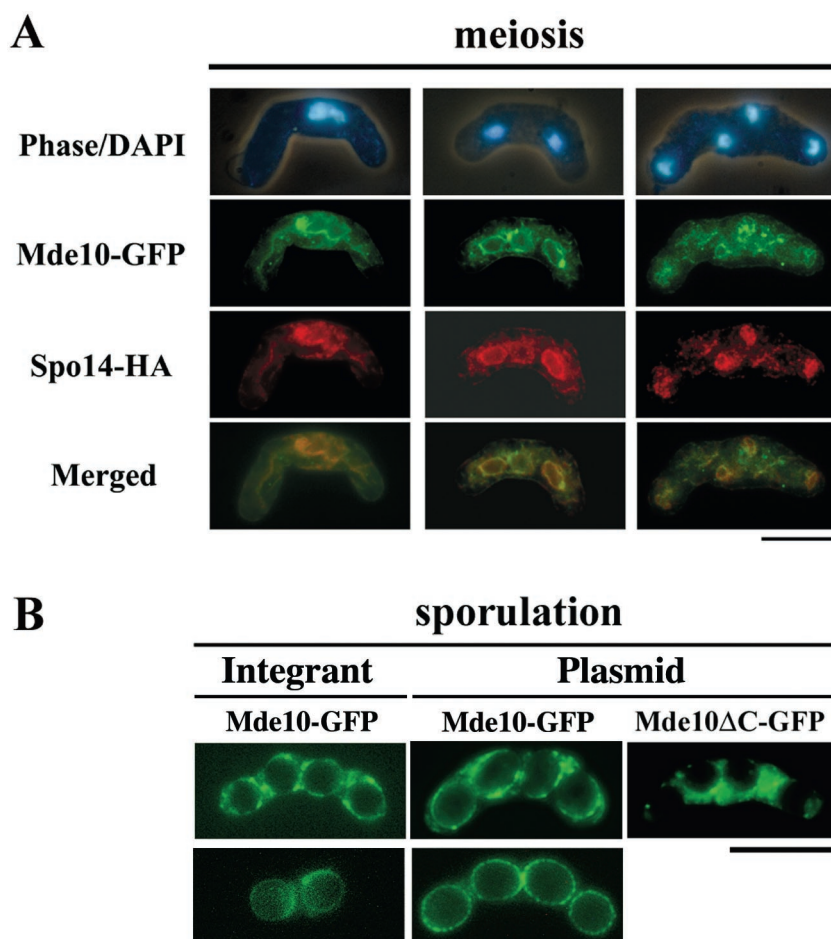 A
meiosis
Phase/DAPI
Mde10-GFP
Spo14-HA
Merged
B
sporulation
Integrant Plasmid
Mde10-GFP Mde10-GFP Mde10ΔC-GFP